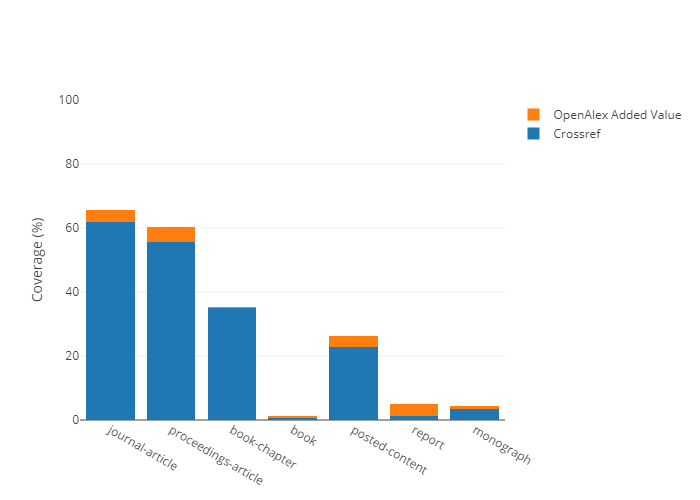 100
80
60
40
20
0
Coverage (%)
journal-article
proceedings-article
book-chapter
book
posted-content
report
monograph
OpenAlex Added Value
Crossref